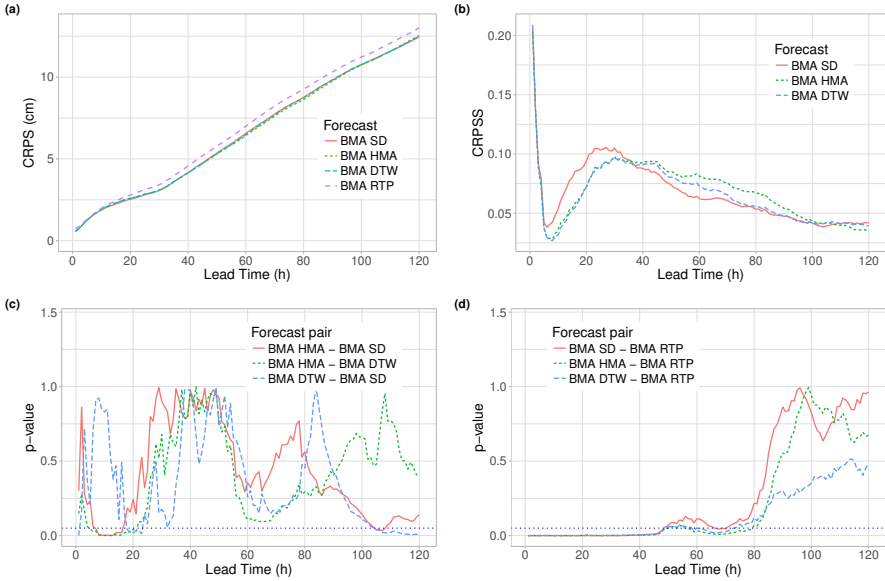 (a)
CRPS (cm)
10
5
0
Forecast
BMA SD
BMA HMA
BMA DTW
BMA RTP
0 20 40 60 80 100 120
Lead Time (h)
(b)
CRPSS
0.20
0.15
0.10
0.05
Forecast
BMA SD
BMA HMA
BMA DTW
0 20 40 60 80 100 120
Lead Time (h)
(c)
p−value
1.5
1.0
0.5
0.0
Forecast pair
BMA HMA − BMA SD
BMA HMA − BMA DTW
BMA DTW − BMA SD
0 20 40 60 80 100 120
Lead Time (h)
(d)
p−value
1.5
1.0
0.5
0.0
Forecast pair
BMA SD − BMA RTP
BMA HMA − BMA RTP
BMA DTW − BMA RTP
0 20 40 60 80 100 120
Lead Time (h)